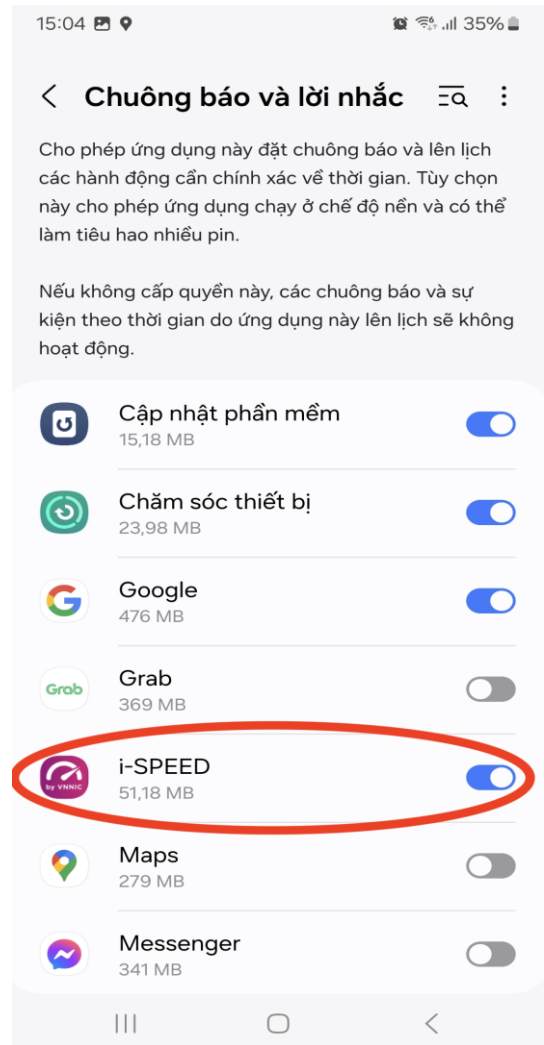 15:04 35%
Chuông báo và lời nhắc
Cho phép ứng dụng này đặt chuông báo và lên lịch
các hành động cần chính xác về thời gian. Tùy chọn
này cho phép ứng dụng chạy ở chế độ nền và có thể
làm tiêu hao nhiều pin.
Nếu không cấp quyền này, các chuông báo và sự
kiện theo thời gian do ứng dụng này lên lịch sẽ không
hoạt động.
Cập nhật phần mềm
15,18 MB
Chăm sóc thiết bị
23,98 MB
Google
476 MB
Grab
Grab
369 MB
i-SPEED
by VNNIC
51,18 MB
Maps
279 MB
Messenger
341 MB